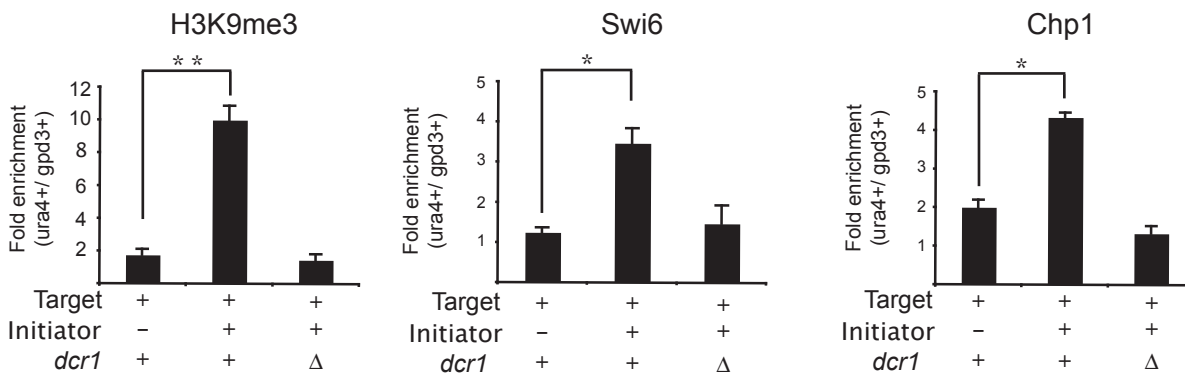 H3K9me3
**
Fold enrichment
(ura4+/ gpd3+)
12
10
8
6
4
2
Target + + +
Initiator – + +
dcr1 + + Δ
Swi6
*
Fold enrichment
(ura4+/ gpd3+)
5
4
3
2
1
Target + + +
Initiator – + +
dcr1 + + Δ
Chp1
*
Fold enrichment
(ura4+/ gpd3+)
5
4
3
2
1
Target + + +
Initiator – + +
dcr1 + + Δ